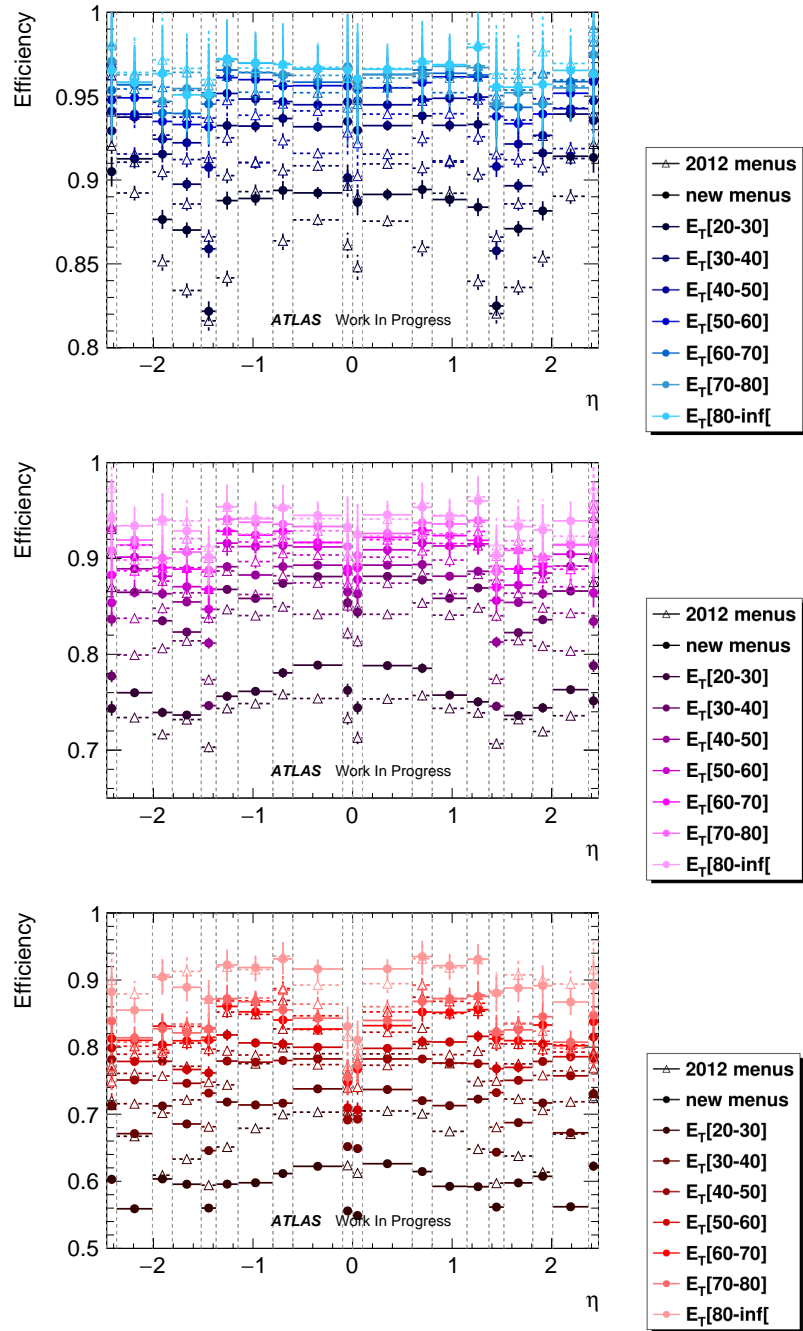 Efficiency
1
0.95
0.9
0.85
0.8
ATLAS Work In Progress
−2 −1 0 1 2
η
2012 menus
new menus
E_T[20-30]
E_T[30-40]
E_T[40-50]
E_T[50-60]
E_T[60-70]
E_T[70-80]
E_T[80-inf[
Efficiency
1
0.9
0.8
0.7
ATLAS Work In Progress
−2 −1 0 1 2
η
2012 menus
new menus
E_T[20-30]
E_T[30-40]
E_T[40-50]
E_T[50-60]
E_T[60-70]
E_T[70-80]
E_T[80-inf[
Efficiency
1
0.9
0.8
0.7
0.6
0.5
ATLAS Work In Progress
−2 −1 0 1 2
η
2012 menus
new menus
E_T[20-30]
E_T[30-40]
E_T[40-50]
E_T[50-60]
E_T[60-70]
E_T[70-80]
E_T[80-inf[